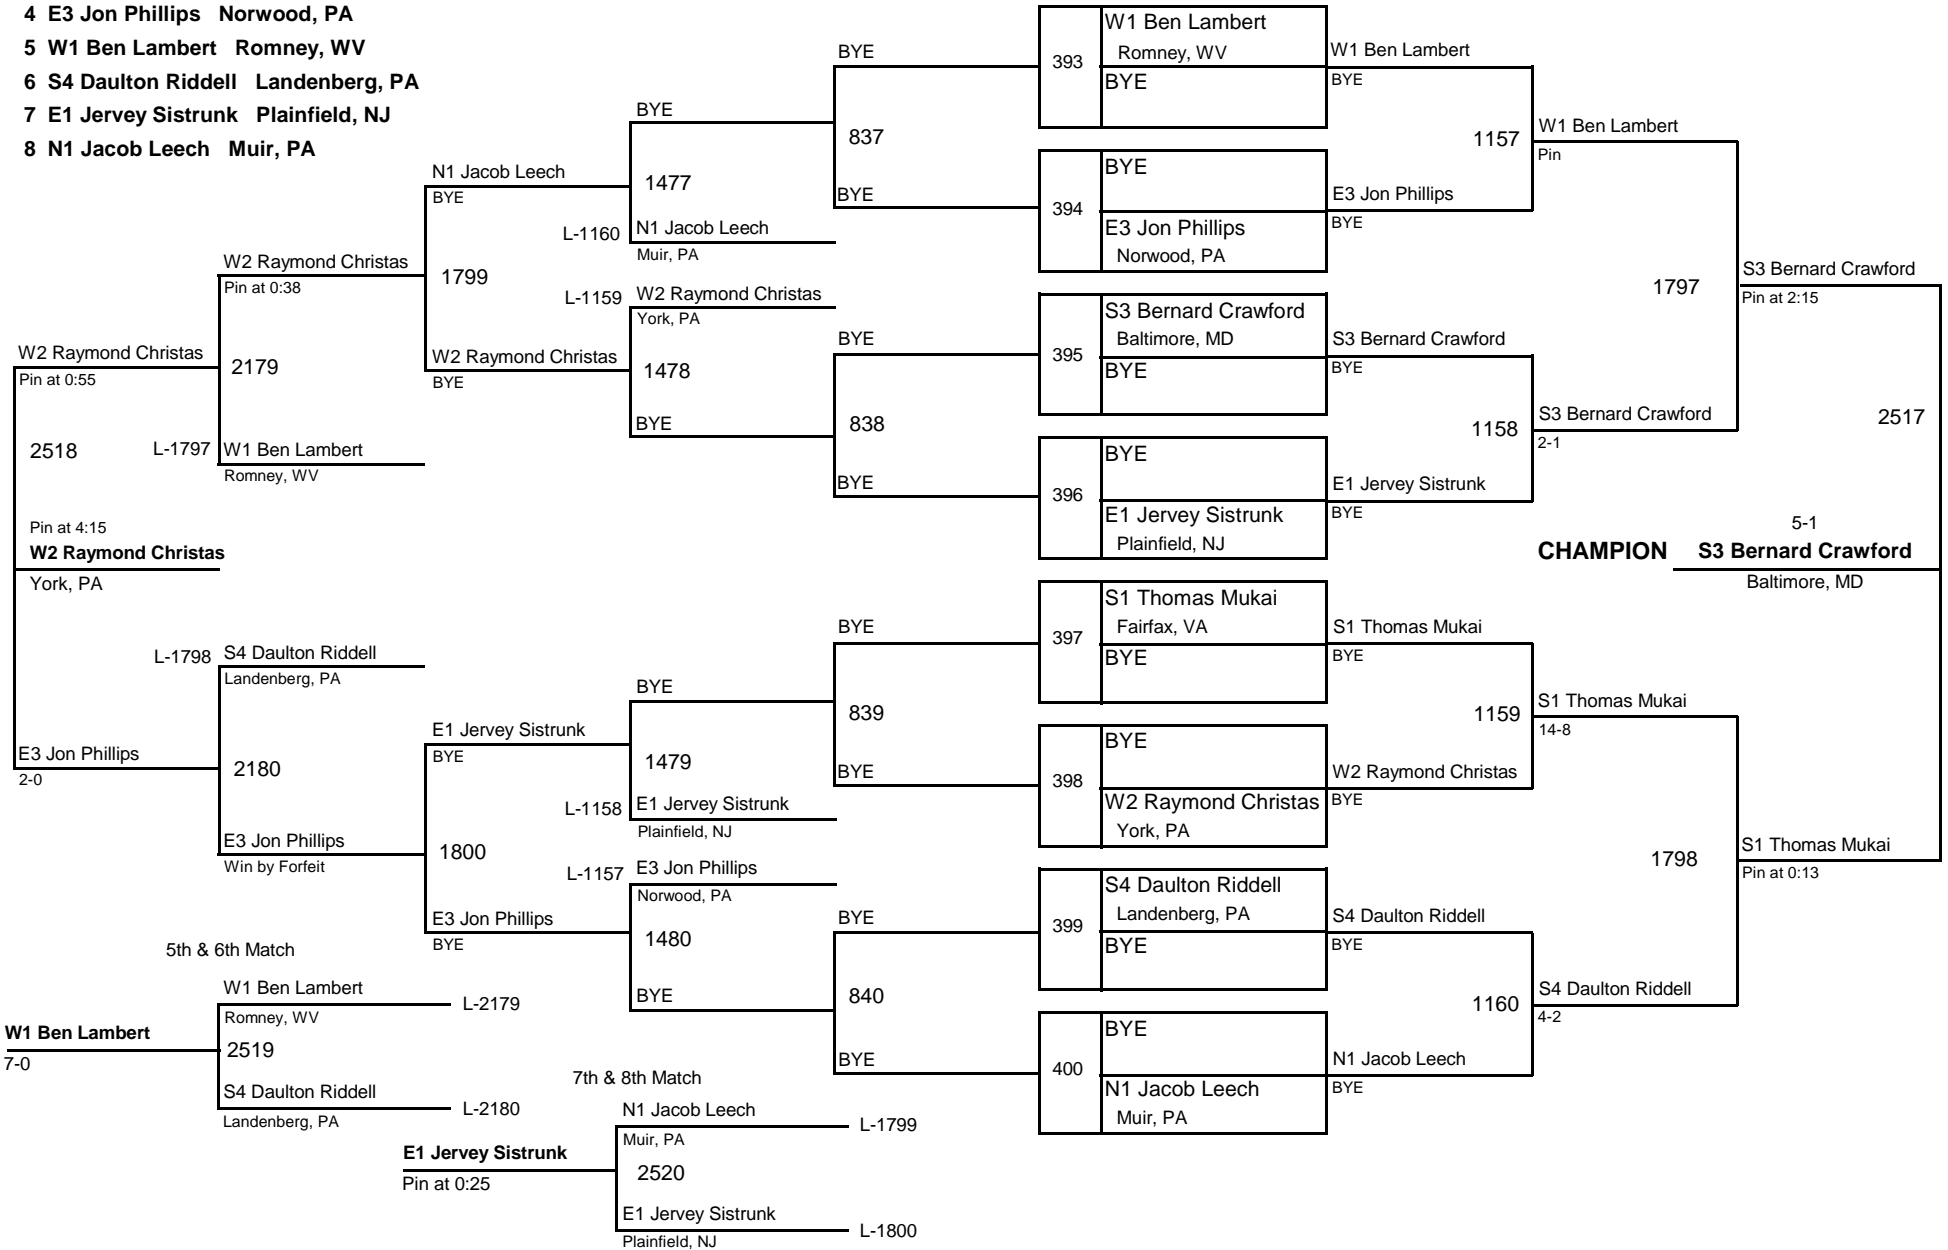 4 E3 Jon Phillips Norwood, PA
5 W1 Ben Lambert Romney, WV
6 S4 Daulton Riddell Landenberg, PA
7 E1 Jervey Sistrunk Plainfield, NJ
8 N1 Jacob Leech Muir, PA
W2 Raymond Christas
Pin at 0:55
2518
Pin at 4:15
W2 Raymond Christas
York, PA
E3 Jon Phillips
2-0
W2 Raymond Christas
Pin at 0:38
2179
L-1797 W1 Ben Lambert
Romney, WV
L-1798 S4 Daulton Riddell
Landenberg, PA
2180
E3 Jon Phillips
Win by Forfeit
N1 Jacob Leech
BYE
1799
W2 Raymond Christas
BYE
E1 Jervey Sistrunk
BYE
1800
E3 Jon Phillips
BYE
BYE
1477
L-1160 N1 Jacob Leech
Muir, PA
L-1159 W2 Raymond Christas
York, PA
1478
BYE
BYE
1479
L-1158 E1 Jervey Sistrunk
Plainfield, NJ
L-1157 E3 Jon Phillips
Norwood, PA
1480
BYE
BYE
837
BYE
BYE
838
BYE
BYE
839
BYE
BYE
840
BYE
393
W1 Ben Lambert
Romney, WV
BYE
394
BYE
E3 Jon Phillips
Norwood, PA
395
S3 Bernard Crawford
Baltimore, MD
BYE
396
BYE
E1 Jervey Sistrunk
Plainfield, NJ
397
S1 Thomas Mukai
Fairfax, VA
BYE
398
BYE
W2 Raymond Christas
York, PA
399
S4 Daulton Riddell
Landenberg, PA
BYE
400
BYE
N1 Jacob Leech
Muir, PA
W1 Ben Lambert
BYE
1157
E3 Jon Phillips
BYE
S3 Bernard Crawford
BYE
1158
E1 Jervey Sistrunk
BYE
S1 Thomas Mukai
BYE
1159
W2 Raymond Christas
BYE
S4 Daulton Riddell
BYE
1160
N1 Jacob Leech
BYE
W1 Ben Lambert
Pin
1797
S3 Bernard Crawford
2-1
S1 Thomas Mukai
14-8
1798
S4 Daulton Riddell
4-2
S3 Bernard Crawford
Pin at 2:15
2517
5-1
CHAMPION S3 Bernard Crawford
Baltimore, MD
S1 Thomas Mukai
Pin at 0:13
5th & 6th Match
W1 Ben Lambert L-2179
Romney, WV
W1 Ben Lambert
7-0
2519
S4 Daulton Riddell L-2180
Landenberg, PA
7th & 8th Match
N1 Jacob Leech L-1799
Muir, PA
E1 Jervey Sistrunk
Pin at 0:25
2520
E1 Jervey Sistrunk L-1800
Plainfield, NJ